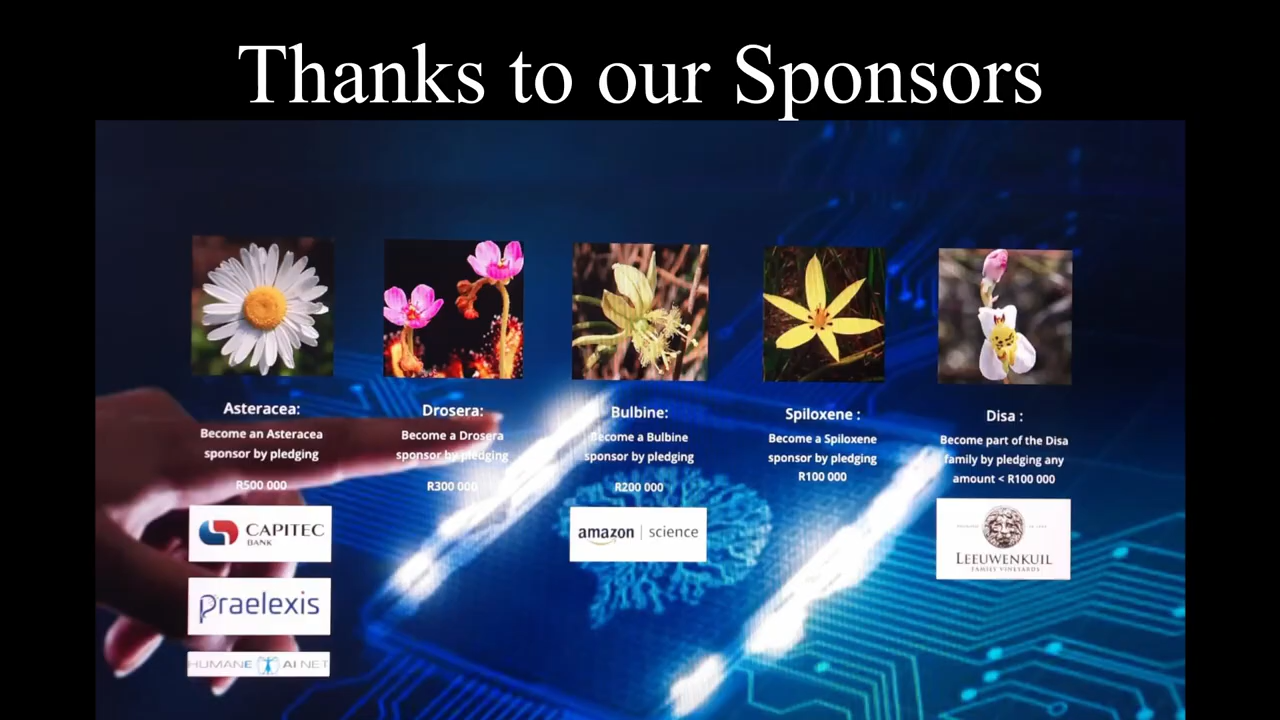 Thanks to our Sponsors
Asteracea:
Become an Asteracea
sponsor by pledging
R500 000
CAPITEC
BANK
praelexis
HUMANE AI NET
Drosera:
Become a Drosera
sponsor by pledging
R300 000
Bulbine:
Become a Bulbine
sponsor by pledging
R200 000
amazon | science
Spiloxene :
Become a Spiloxene
sponsor by pledging
R100 000
Disa :
Become part of the Disa
family by pledging any
amount < R100 000
LEEUWENKUIL
FAMILY VINEYARDS